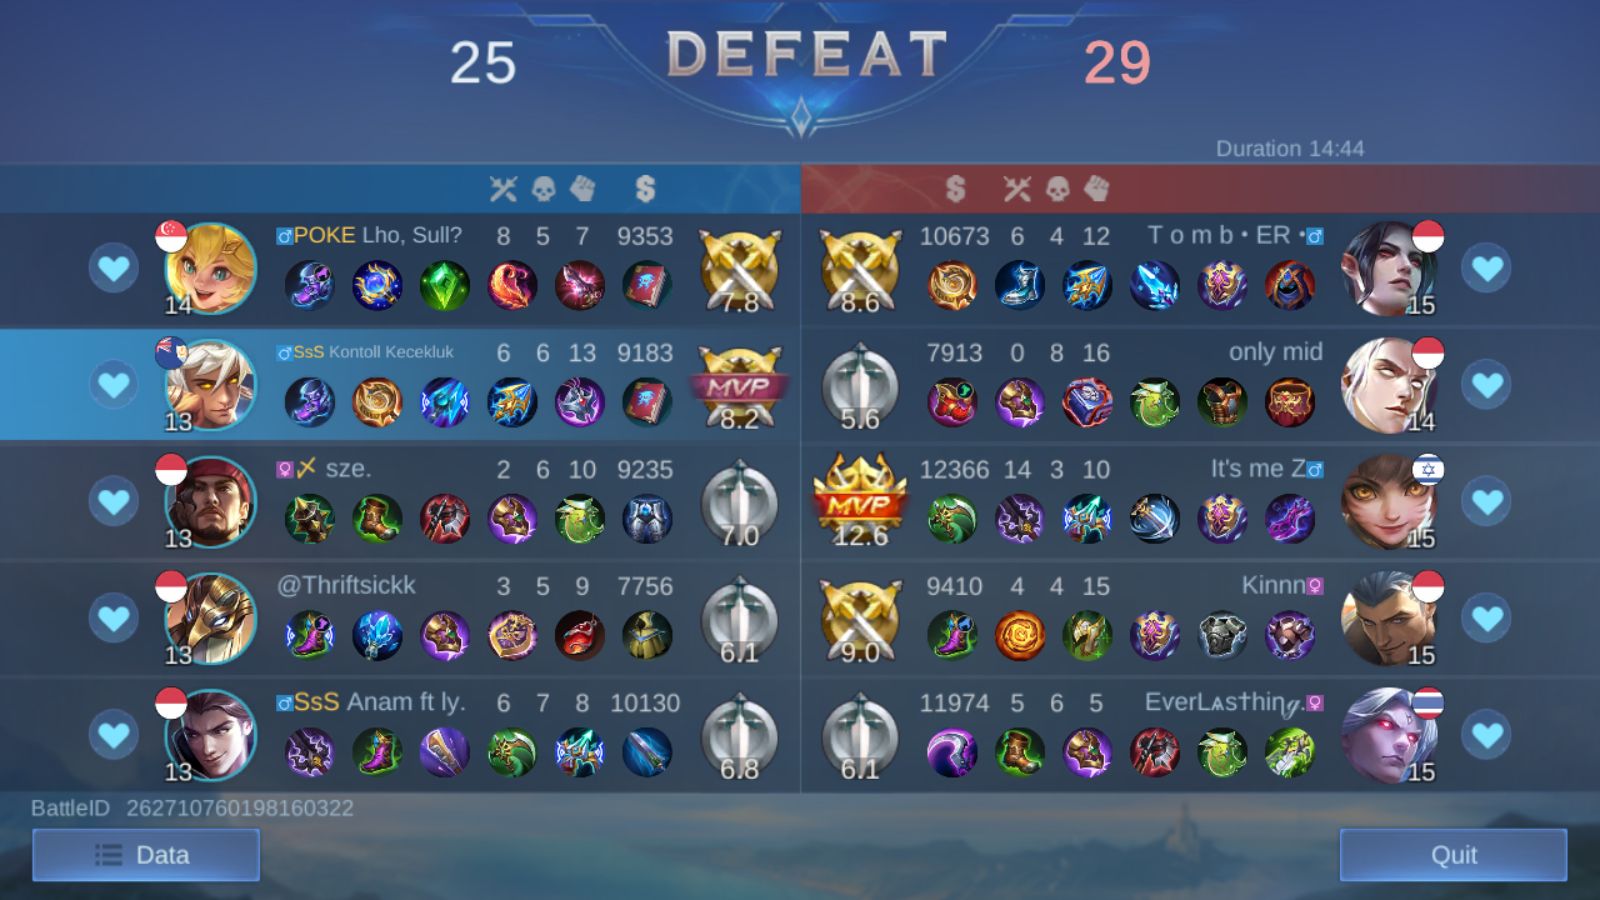 25 DEFEAT 29
Duration 14:44
POKE Lho, Sull? 8 5 7 9353
14
7.8
10673 6 4 12 T o m b • ER •
8.6
15
SsS Kontoll Kecekluk 6 6 13 9183
13
MVP
8.2
7913 0 8 16 only mid
5.6
14
sze. 2 6 10 9235
13
7.0
12366 14 3 10 It's me Z
MVP
12.6
15
@Thriftsickk 3 5 9 7756
13
6.1
9410 4 4 15 Kinnn
9.0
15
SsS Anam ft ly. 6 7 8 10130
13
6.8
11974 5 6 5 EverLᴀsϯhinℊ.
6.1
15
BattleID 262710760198160322
Data
Quit